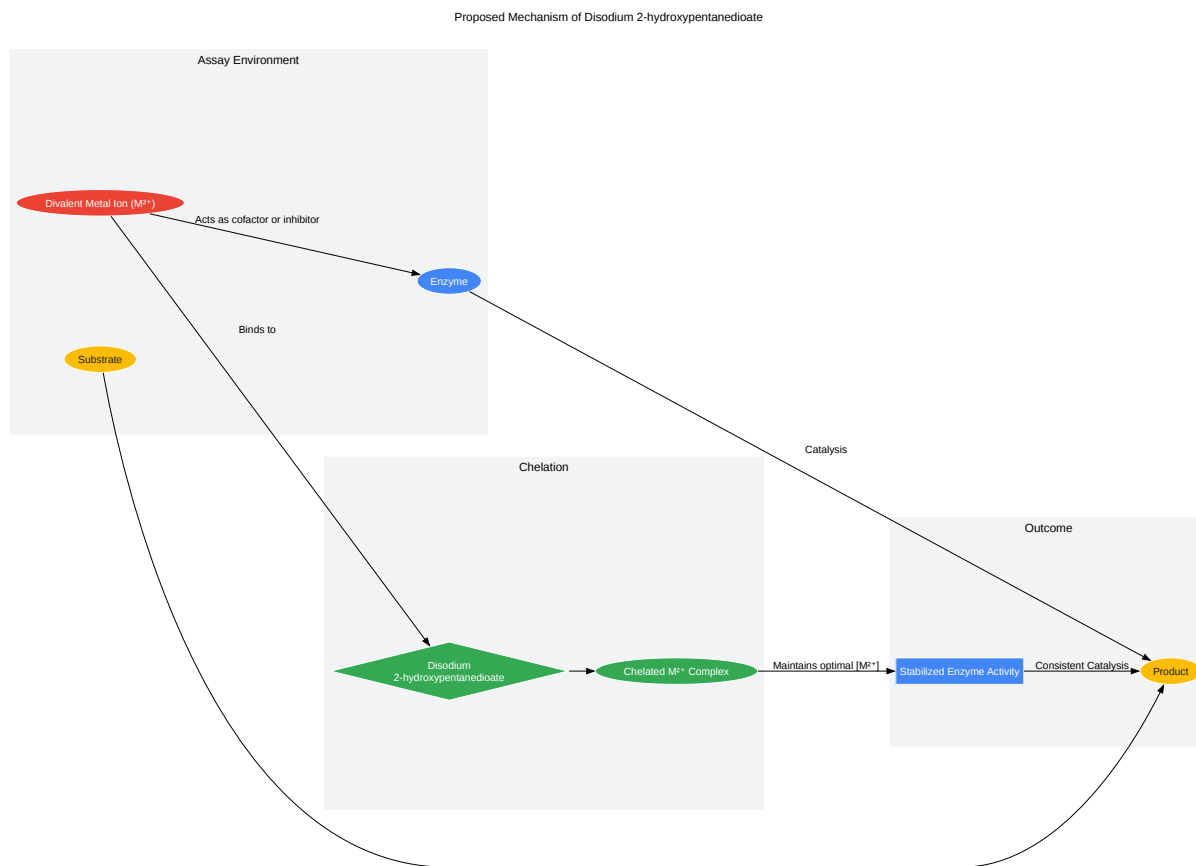 Proposed Mechanism of Disodium 2-hydroxypentanedioate
Assay Environment
Divalent Metal Ion (M²⁺)
Acts as cofactor or inhibitor
Enzyme
Binds to
Substrate
Catalysis
Chelation
Outcome
Disodium
2-hydroxypentanedioate
Chelated M²⁺ Complex
Maintains optimal [M²⁺]
Stabilized Enzyme Activity
Consistent Catalysis
Product